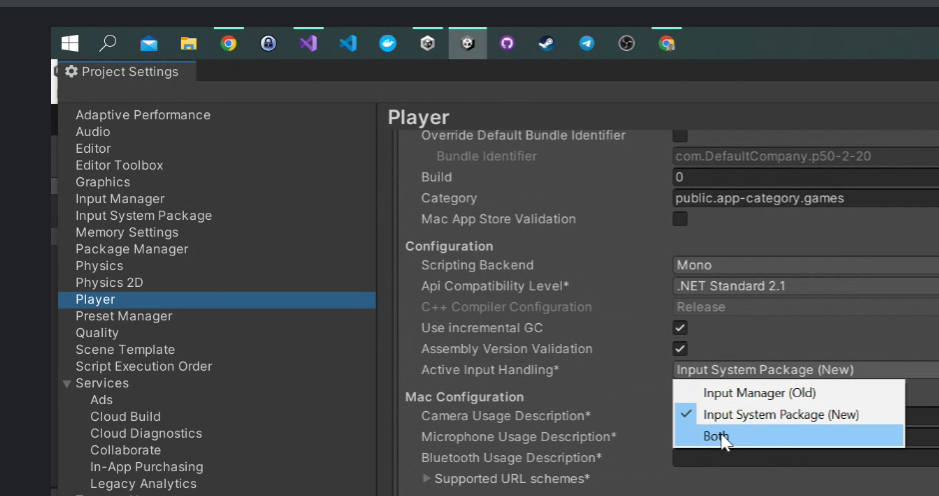 Project Settings
Adaptive Performance
Audio
Editor
Editor Toolbox
Graphics
Input Manager
Input System Package
Memory Settings
Package Manager
Physics
Physics 2D
Player
Preset Manager
Quality
Scene Template
Script Execution Order
Services
Ads
Cloud Build
Cloud Diagnostics
Collaborate
In-App Purchasing
Legacy Analytics
Player
Override Default Bundle Identifier
Bundle Identifier com.DefaultCompany.p50-2-20
Build 0
Category public.app-category.games
Mac App Store Validation
Configuration
Scripting Backend Mono
Api Compatibility Level* .NET Standard 2.1
C++ Compiler Configuration Release
Use incremental GC
Assembly Version Validation
Active Input Handling* Input System Package (New)
Input Manager (Old)
Input System Package (New)
Both
Mac Configuration
Camera Usage Description*
Microphone Usage Description*
Bluetooth Usage Description*
Supported URL schemes*